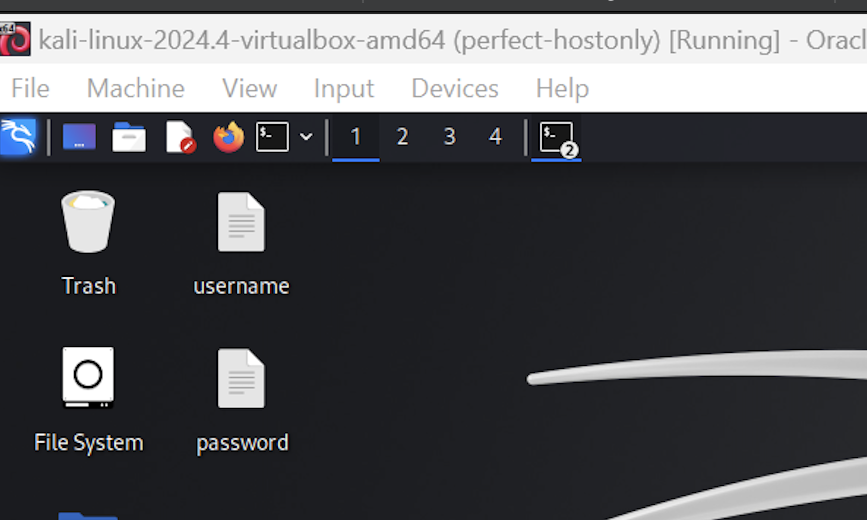 kali-linux-2024.4-virtualbox-amd64 (perfect-hostonly) [Running] - Oracl
File Machine View Input Devices Help
1 2 3 4 2
Trash username
File System password